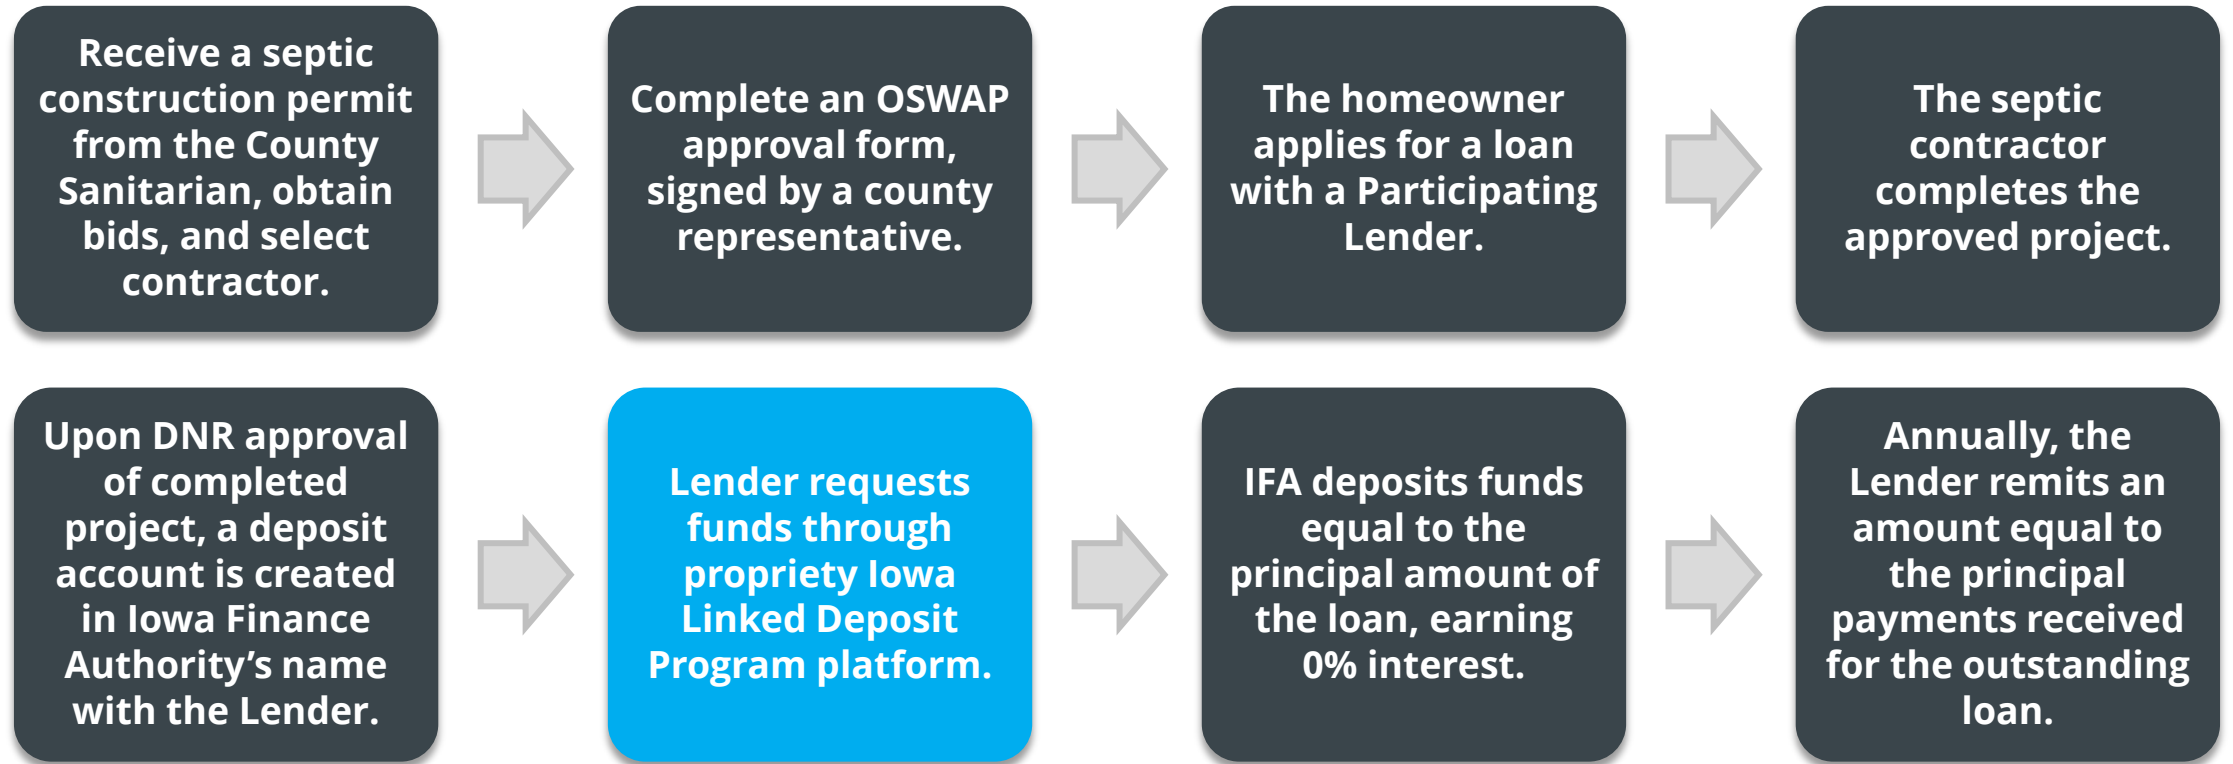 Receive a septic
construction permit
from the County
Sanitarian, obtain
bids, and select
contractor.
Complete an OSWAP
approval form,
signed by a county
representative.
The homeowner
applies for a loan
with a Participating
Lender.
The septic
contractor
completes the
approved project.
Upon DNR approval
of completed
project, a deposit
account is created
in Iowa Finance
Authority’s name
with the Lender.
Lender requests
funds through
propriety Iowa
Linked Deposit
Program platform.
IFA deposits funds
equal to the
principal amount of
the loan, earning
0% interest.
Annually, the
Lender remits an
amount equal to
the principal
payments received
for the outstanding
loan.